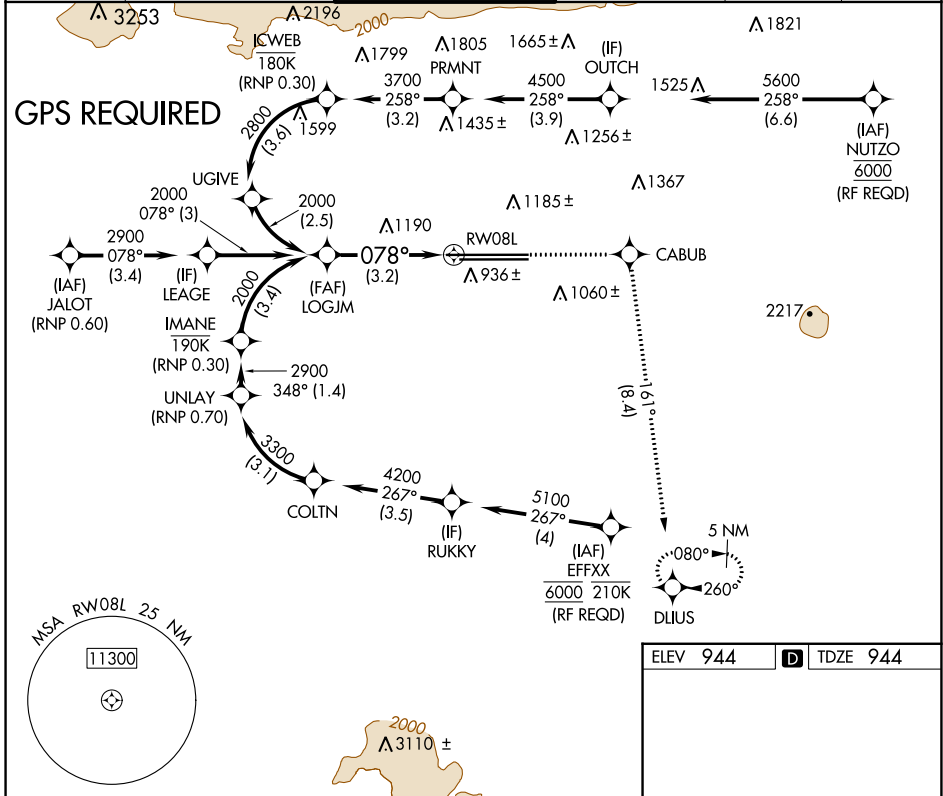 3253
2196
2000
1821
1799
1805
1665±
ICWEB
180K
(RNP 0.30)
PRMNT
(IF)
OUTCH
1525
GPS REQUIRED
3700
258°
(3.2)
4500
258°
(3.9)
5600
258°
(6.6)
1599
1435±
1256±
2800
(3.6)
(IAF)
NUTZO
6000
(RF REQD)
UGIVE
2000
078° (3)
2000
(2.5)
1185±
1367
1190
2900
078°
(3.4)
078°
(3.2)
RW08L
CABUB
936±
1060±
(IAF)
JALOT
(RNP 0.60)
(IF)
LEAGE
(FAF)
LOGJM
2000
(3.4)
IMANE
190K
(RNP 0.30)
2217
2900
348° (1.4)
UNLAY
(RNP 0.70)
161°
(8.4)
3300
(3.1)
COLTN
4200
267°
(3.5)
(IF)
RUKKY
5100
267°
(4)
(IAF)
EFFXX
6000 210K
(RF REQD)
5 NM
080°
260°
DLIUS
MSA RW08L 25 NM
11300
ELEV 944 D TDZE 944
2000
3110 ±